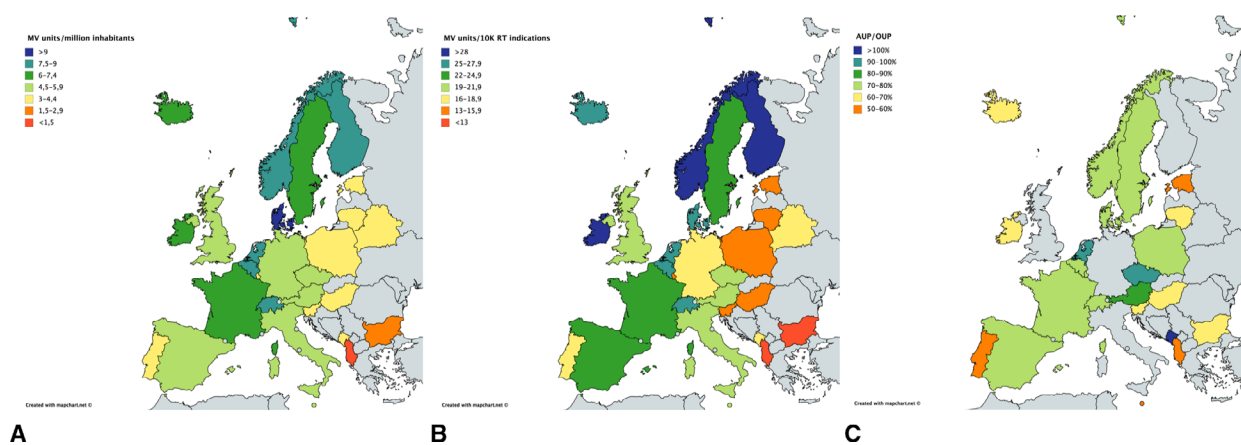 MV units/million inhabitants
>9
7,5–9
6–7,4
4,5–5,9
3–4,4
1,5–2,9
<1,5
Created with mapchart.net ©
A
MV units/10K RT indications
>28
25–27,9
22–24,9
19–21,9
16–18,9
13–15,9
<13
Created with mapchart.net ©
B
AUP/OUP
>100%
90–100%
80–90%
70–80%
60–70%
50–60%
Created with mapchart.net ©
C